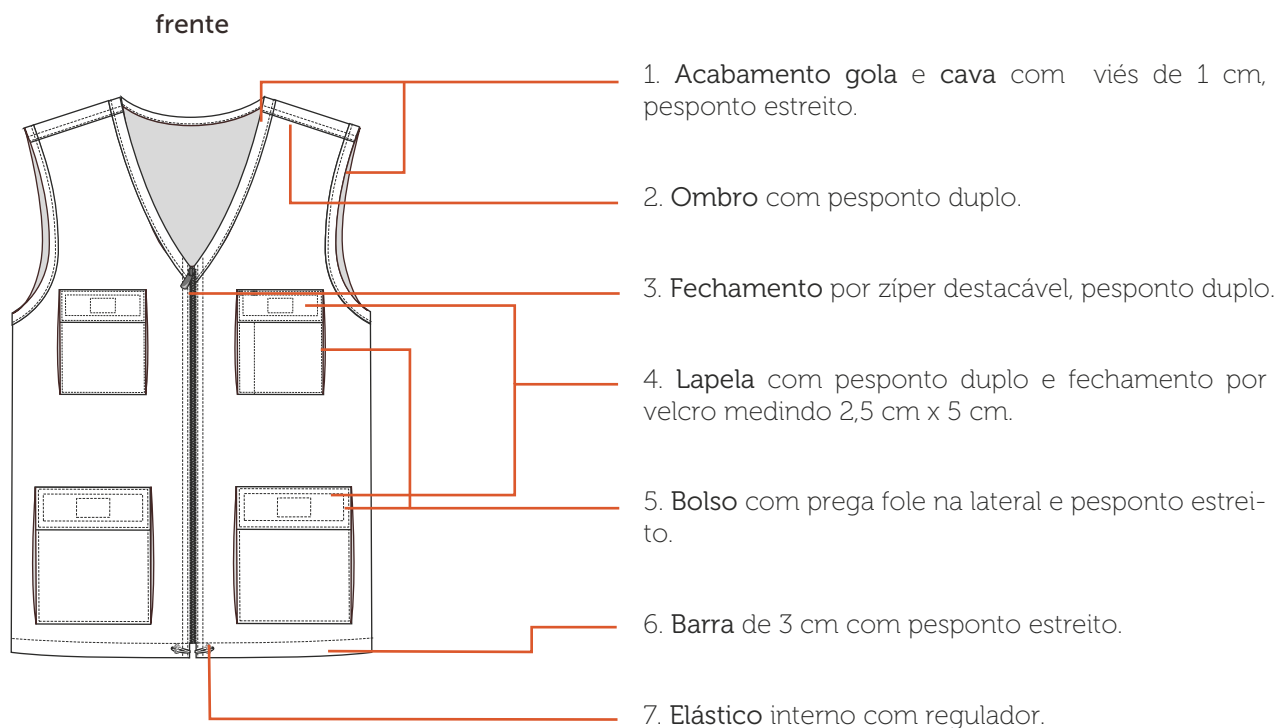 frente
1. Acabamento gola e cava com viés de 1 cm,
pesponto estreito.
2. Ombro com pesponto duplo.
3. Fechamento por zíper destacável, pesponto duplo.
4. Lapela com pesponto duplo e fechamento por
velcro medindo 2,5 cm x 5 cm.
5. Bolso com prega fole na lateral e pesponto estrei-
to.
6. Barra de 3 cm com pesponto estreito.
7. Elástico interno com regulador.